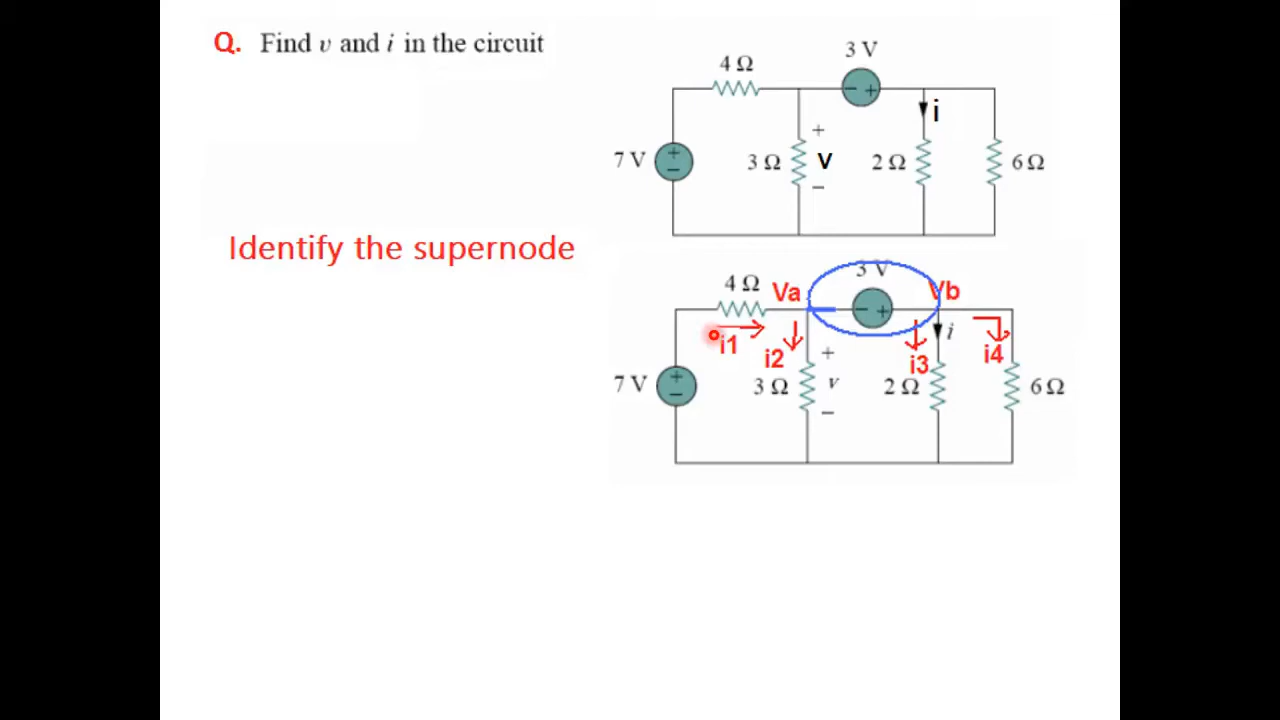 Q. Find v and i in the circuit
3 V
4 Ω
+ -
- +
i
7 V
3 Ω
+
v
-
2 Ω
6 Ω
Identify the supernode
3 V
4 Ω
Va
Vb
- +
i1
i2
i3
i
i4
7 V
+
-
3 Ω
+
v
-
2 Ω
6 Ω